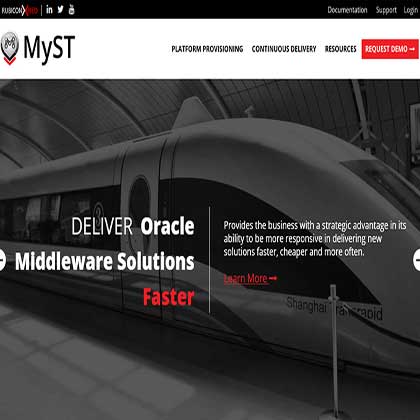 RUBICON RED
Documentation Support Login
MyST
PLATFORM PROVISIONING CONTINUOUS DELIVERY RESOURCES REQUEST DEMO
DELIVER Oracle
Middleware Solutions
Faster
Provides the business with a strategic advantage in its
ability to be more responsive in delivering new
solutions faster, cheaper and more often.
Learn More
Shanghai Transrapid